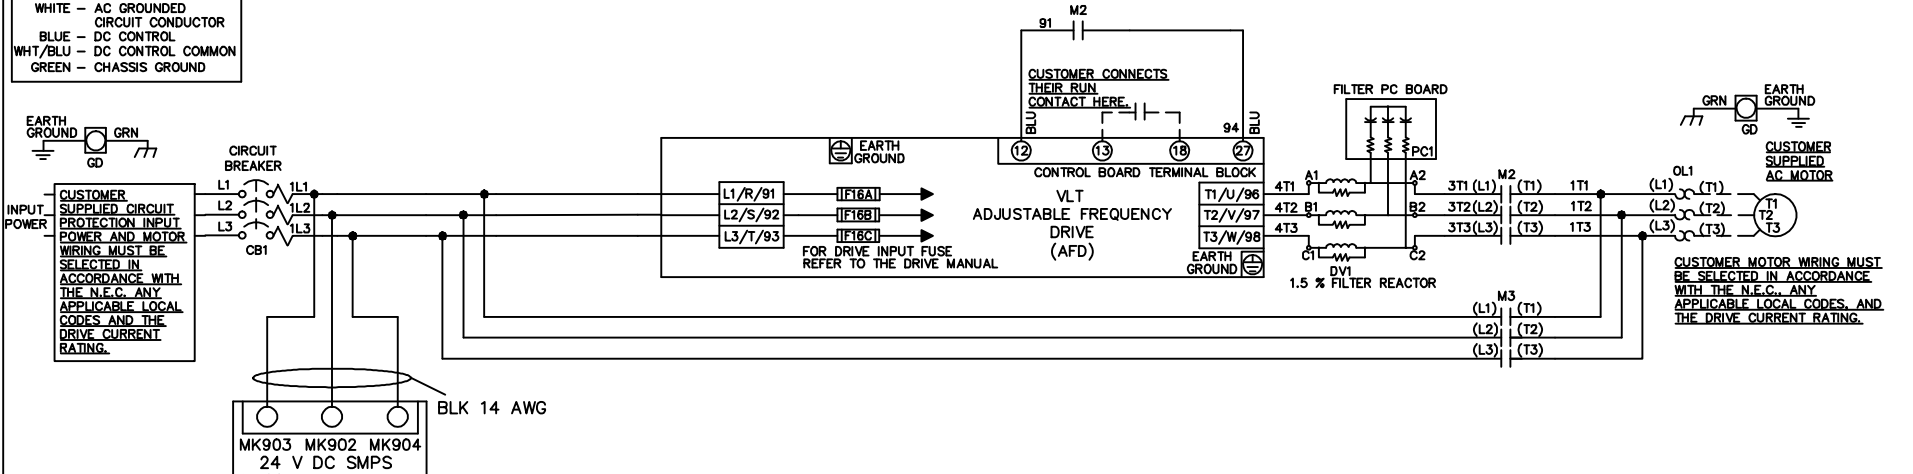 WHITE – AC GROUNDED
CIRCUIT CONDUCTOR
BLUE – DC CONTROL
WHT/BLU – DC CONTROL COMMON
GREEN – CHASSIS GROUND
EARTH
GROUND
GRN
GD
INPUT
POWER
CUSTOMER
SUPPLIED CIRCUIT
PROTECTION INPUT
POWER AND MOTOR
WIRING MUST BE
SELECTED IN
ACCORDANCE WITH
THE N.E.C. ANY
APPLICABLE LOCAL
CODES AND THE
DRIVE CURRENT
RATING.
CIRCUIT
BREAKER
L1
L2
L3
1L1
1L2
1L3
CB1
BLK 14 AWG
MK903 MK902 MK904
24 V DC SMPS
M2
91
CUSTOMER CONNECTS
THEIR RUN
CONTACT HERE.
BLU
94
BLU
12
13
18
27
CONTROL BOARD TERMINAL BLOCK
EARTH
GROUND
L1/R/91
L2/S/92
L3/T/93
F16A
F16B
F16C
FOR DRIVE INPUT FUSE
REFER TO THE DRIVE MANUAL
VLT
ADJUSTABLE FREQUENCY
DRIVE
(AFD)
T1/U/96
T2/V/97
T3/W/98
EARTH
GROUND
4T1
4T2
4T3
FILTER PC BOARD
PC1
A1
A2
B1
B2
C1
C2
DV1
1.5 % FILTER REACTOR
M2
3T1 (L1) (T1) 1T1
3T2(L2) (T2) 1T2
3T3(L3) (T3) 1T3
M3
(L1) (T1)
(L2) (T2)
(L3) (T3)
GRN
EARTH
GROUND
GD
CUSTOMER
SUPPLIED
AC MOTOR
OL1
(L1) (T1)
(L2) (T2)
(L3) (T3)
T1
T2
T3
CUSTOMER MOTOR WIRING MUST
BE SELECTED IN ACCORDANCE
WITH THE N.E.C., ANY
APPLICABLE LOCAL CODES, AND
THE DRIVE CURRENT RATING.